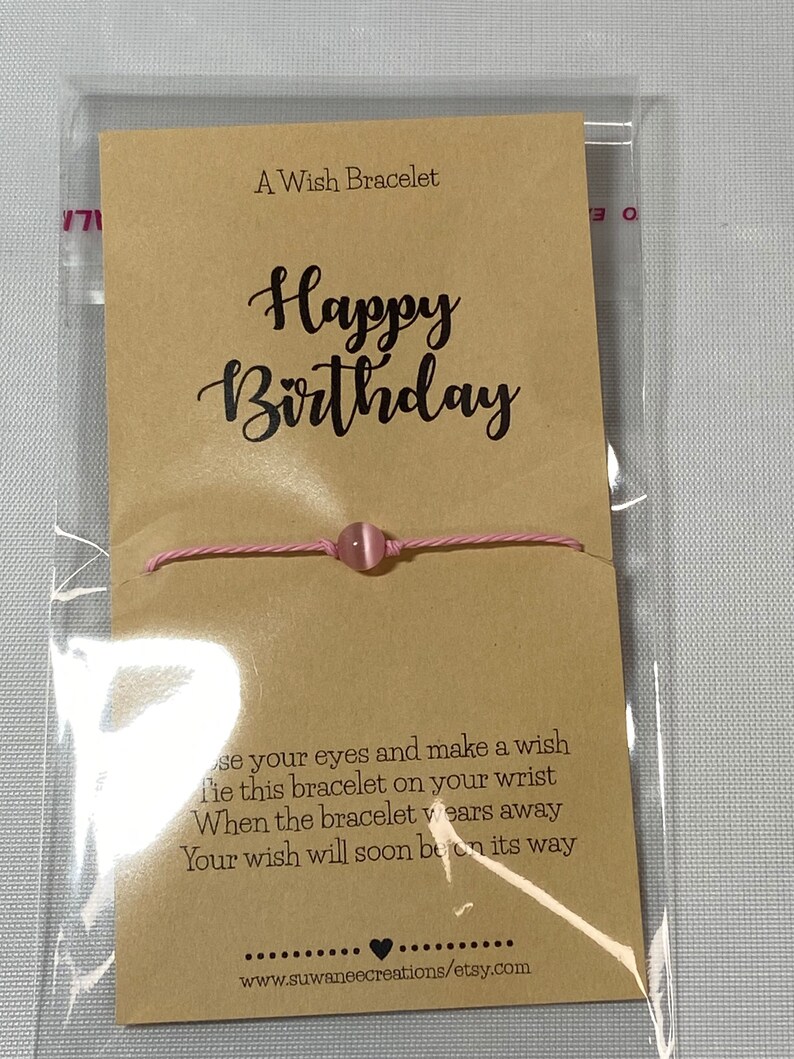 A Wish Bracelet
Happy
Birthday
your eyes and make a wish
Tie this bracelet on your wrist
When the bracelet wears away
Your wish will soon be on its way
www.suwaneecreations/etsy.com